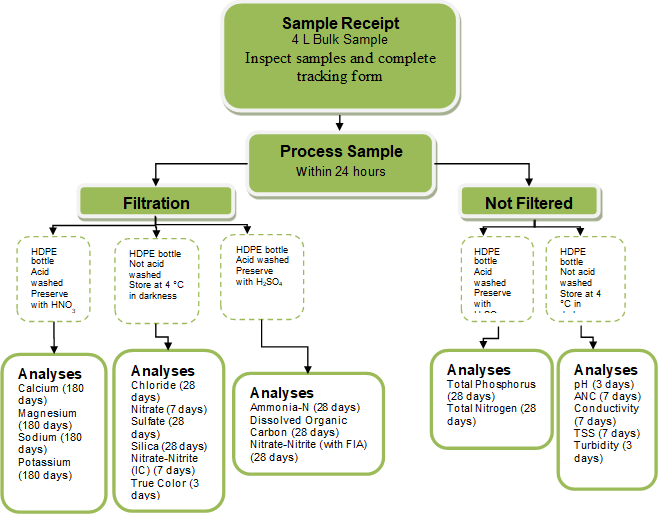 Sample Receipt
4 L Bulk Sample
Inspect samples and complete
tracking form
Process Sample
Within 24 hours
Filtration
Not Filtered
HDPE
bottle
Acid
washed
Preserve
with HNO
3
HDPE bottle
Not acid
washed
Store at 4 °C
in darkness
HDPE bottle
Acid washed
Preserve
with H₂SO₄
HDPE
bottle
Acid
washed
Preserve
with
HDPE
bottle
Not acid
washed
Store at 4
°C in
Analyses
Calcium (180
days)
Magnesium
(180 days)
Sodium (180
days)
Potassium
(180 days)
Analyses
Chloride (28
days)
Nitrate (7 days)
Sulfate (28
days)
Silica (28 days)
Nitrate-Nitrite
(IC) (7 days)
True Color (3
days)
Analyses
Ammonia-N (28 days)
Dissolved Organic
Carbon (28 days)
Nitrate-Nitrite (with FIA)
(28 days)
Analyses
Total Phosphorus
(28 days)
Total Nitrogen (28
days)
Analyses
pH (3 days)
ANC (7 days)
Conductivity
(7 days)
TSS (7 days)
Turbidity (3
days)